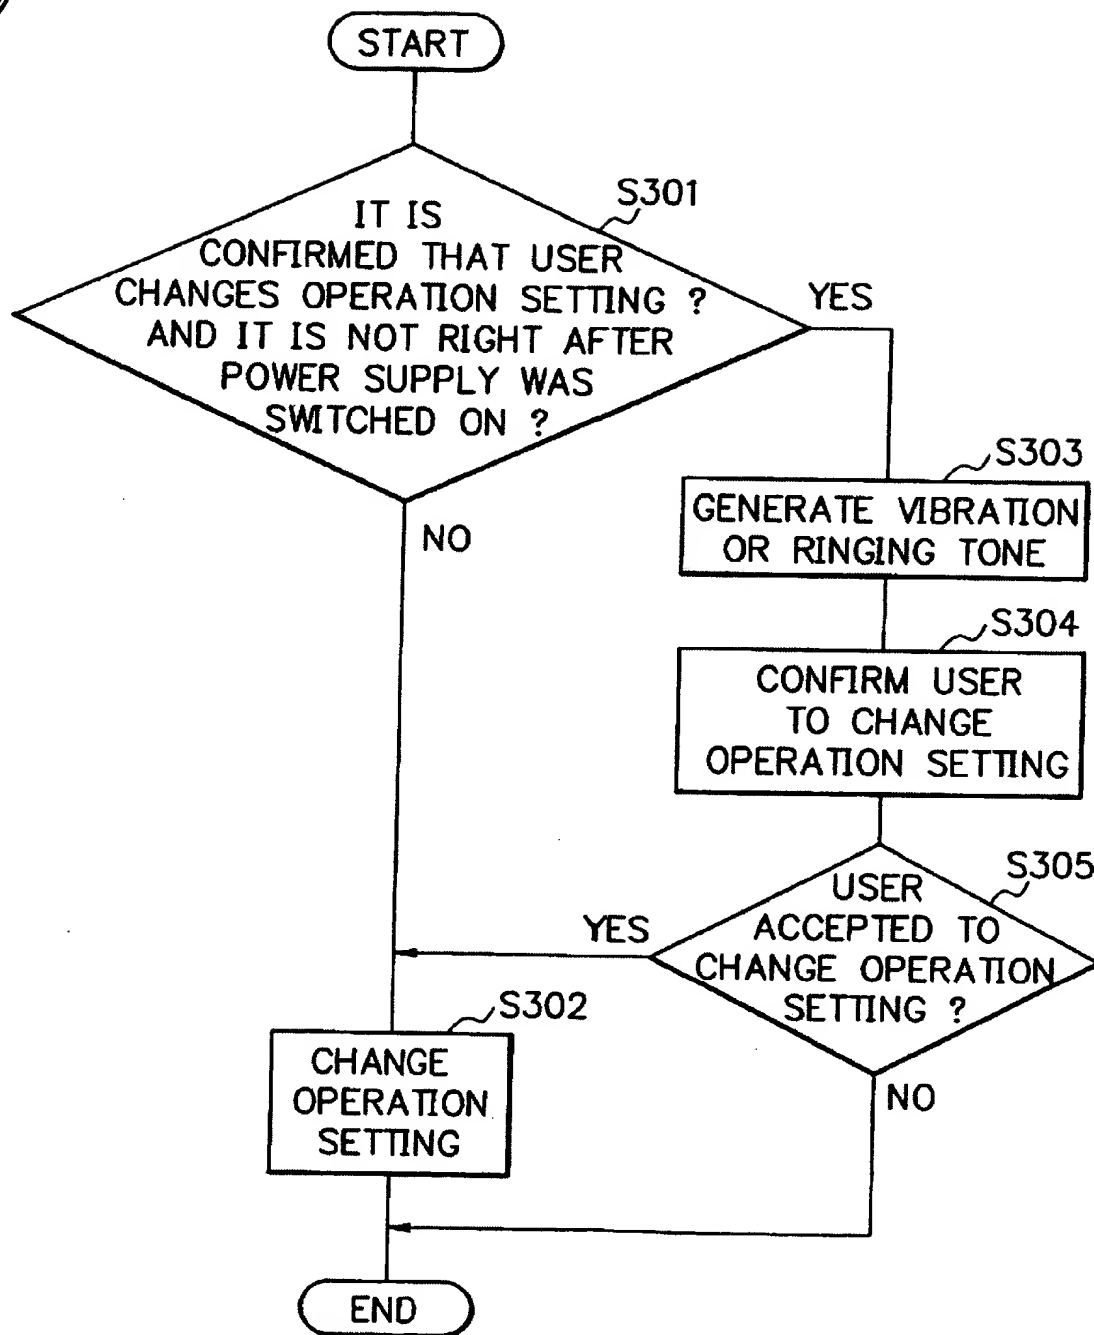 START
S301
IT IS
CONFIRMED THAT USER
CHANGES OPERATION SETTING ?
AND IT IS NOT RIGHT AFTER
POWER SUPPLY WAS
SWITCHED ON ?
YES
NO
S303
GENERATE VIBRATION
OR RINGING TONE
S304
CONFIRM USER
TO CHANGE
OPERATION SETTING
S305
USER
ACCEPTED TO
CHANGE OPERATION
SETTING ?
YES
NO
S302
CHANGE
OPERATION
SETTING
END